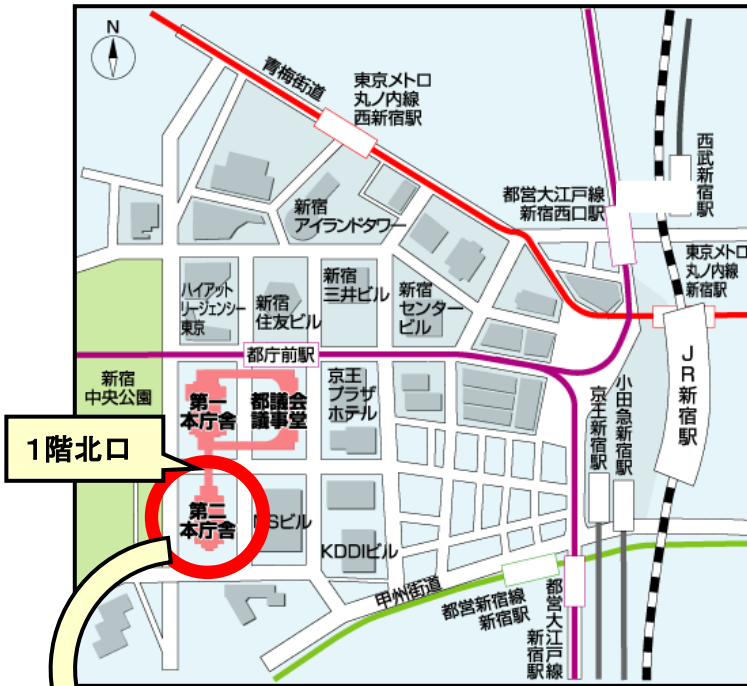 N
青梅街道
東京メトロ
丸ノ内線
西新宿駅
西武新宿駅
都営大江戸線
新宿西口駅
新宿
アイランドタワー
東京メトロ
丸ノ内線
新宿駅
ハイアット
リージェンシー
東京
新宿
住友ビル
新宿
三井ビル
新宿
センター
ビル
都庁前駅
JR新宿駅
新宿
中央公園
第一
本庁舎
都議会
議事堂
京王
プラザ
ホテル
小田急新宿駅
京王新宿駅
1階北口
第二
本庁舎
NSビル
KDDIビル
甲州街道
都営新宿線
新宿駅
都営大江戸線
新宿駅